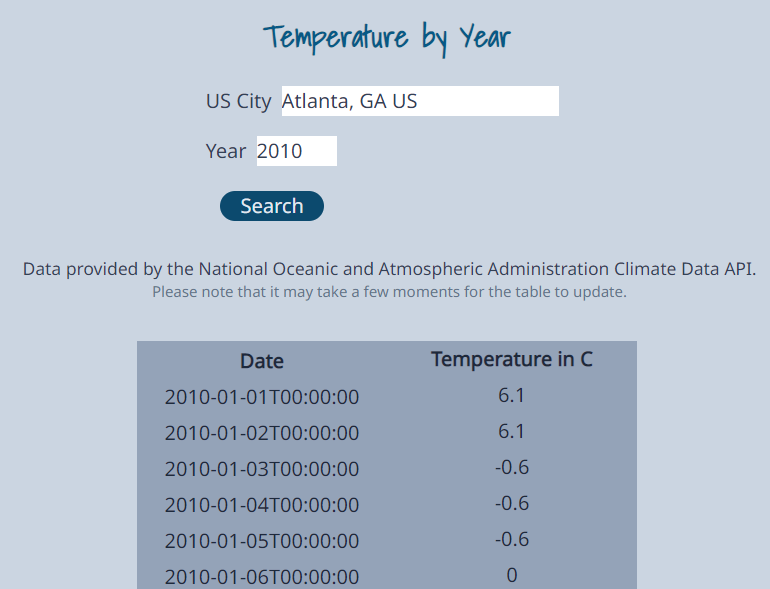 Temperature by Year
US City Atlanta, GA US
Year 2010
Search
Data provided by the National Oceanic and Atmospheric Administration Climate Data API.
Please note that it may take a few moments for the table to update.
Date Temperature in C
2010-01-01T00:00:00 6.1
2010-01-02T00:00:00 6.1
2010-01-03T00:00:00 -0.6
2010-01-04T00:00:00 -0.6
2010-01-05T00:00:00 -0.6
2010-01-06T00:00:00 0